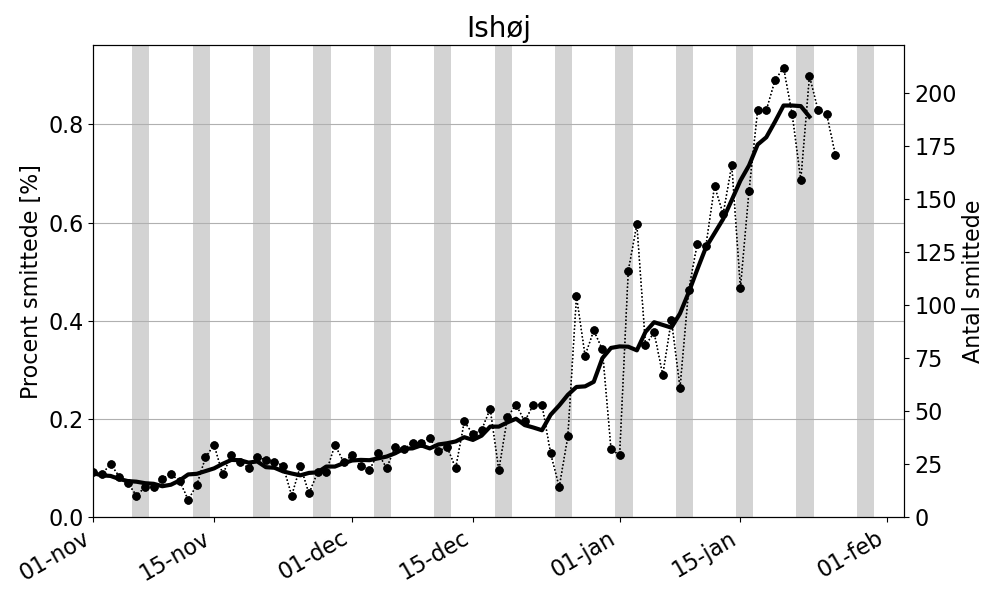 Ishøj
Procent smittede [%]
0.8
0.6
0.4
0.2
0.0
200
175
150
125
100
75
50
25
0
Antal smittede
01-nov
15-nov
01-dec
15-dec
01-jan
15-jan
01-feb